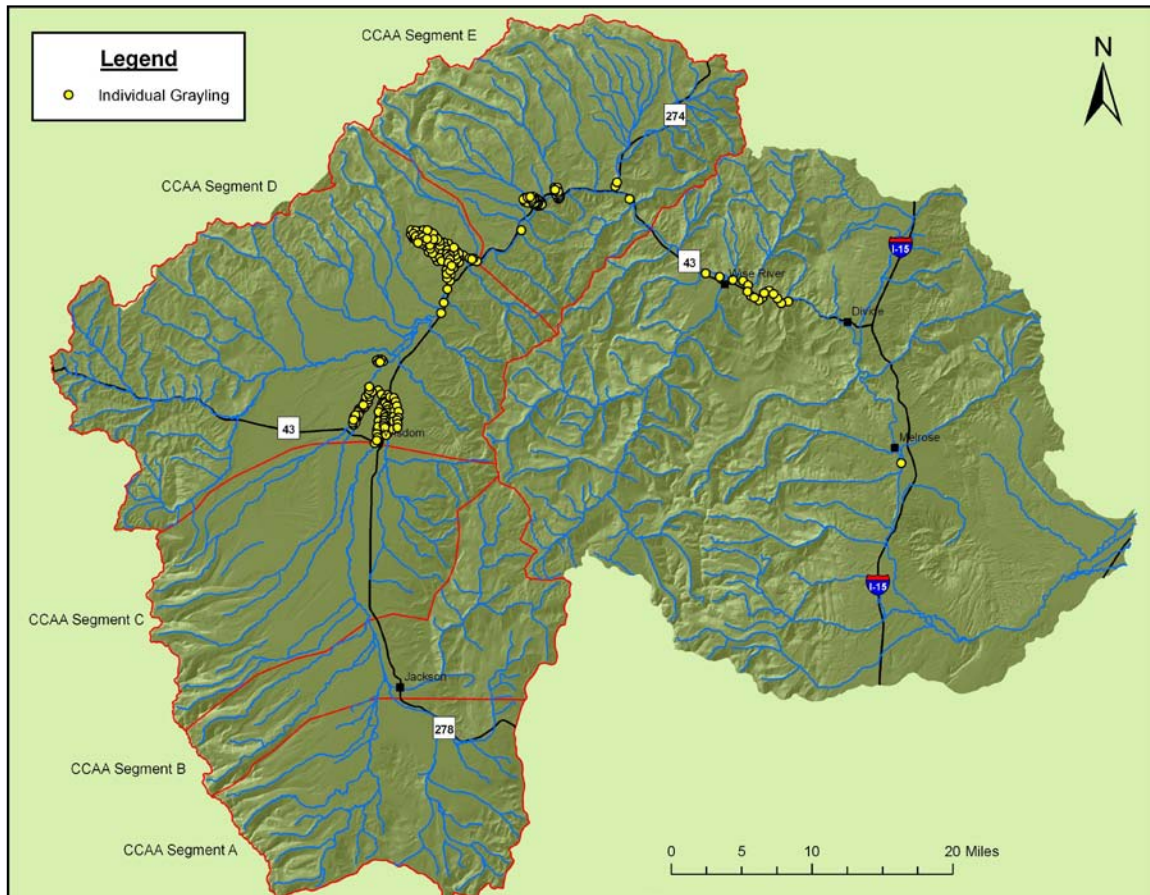 CCAA Segment E
Legend
Individual Grayling
N
274
CCAA Segment D
I-15
43
Wise River
Divide
43
Melrose
I-15
CCAA Segment C
Jackson
278
CCAA Segment B
CCAA Segment A
0 5 10 20 Miles